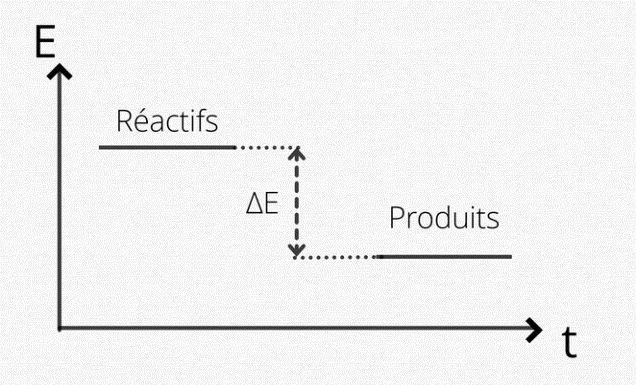 E
Réactifs
ΔE
Produits
t